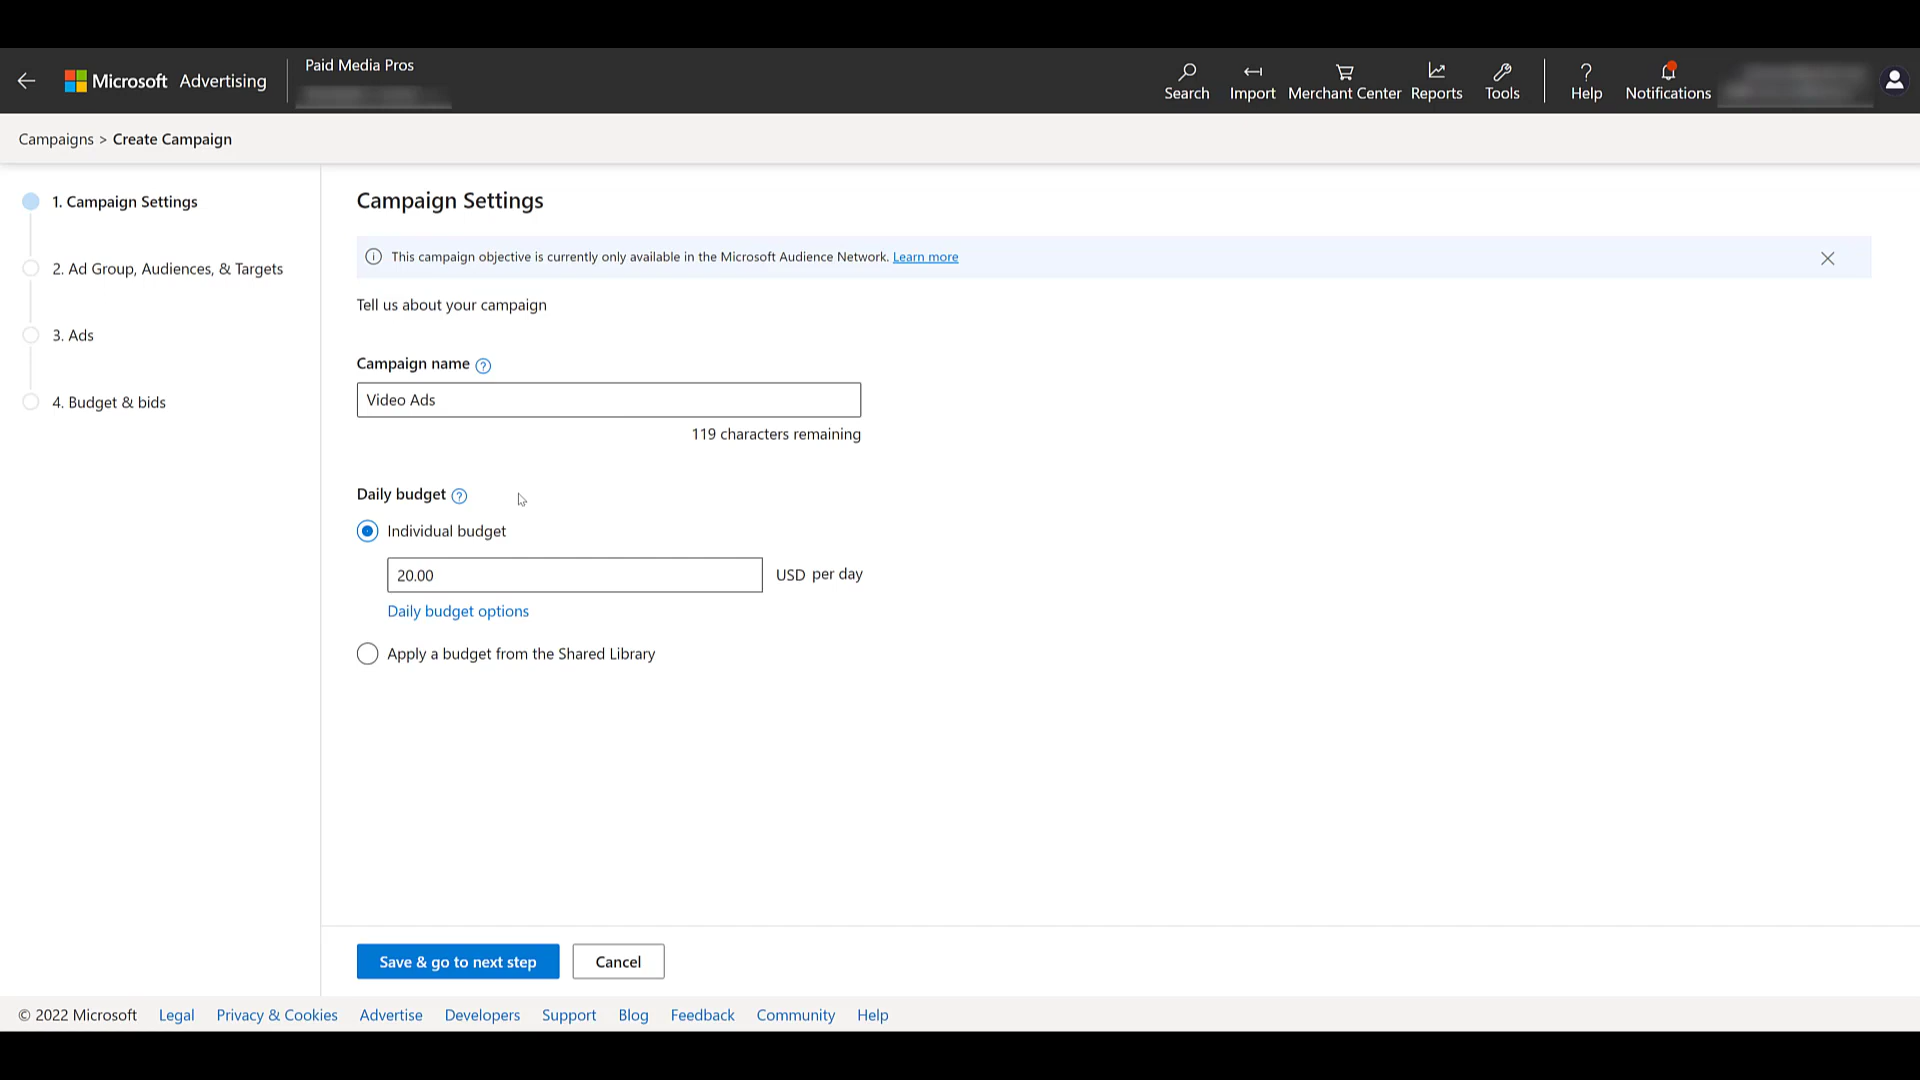 Microsoft Advertising
Paid Media Pros
Search
Import
Merchant Center
Reports
Tools
Help
Notifications
Campaigns > Create Campaign
1. Campaign Settings
2. Ad Group, Audiences, & Targets
3. Ads
4. Budget & bids
Campaign Settings
This campaign objective is currently only available in the Microsoft Audience Network. Learn more
Tell us about your campaign
Campaign name
Video Ads
119 characters remaining
Daily budget
Individual budget
20.00 USD per day
Daily budget options
Apply a budget from the Shared Library
Save & go to next step
Cancel
© 2022 Microsoft Legal Privacy & Cookies Advertise Developers Support Blog Feedback Community Help